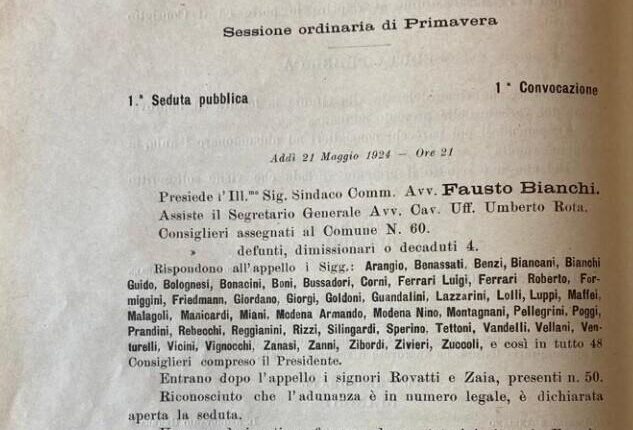 Sessione ordinaria di Primavera
1.ª Seduta pubblica
1ª Convocazione
Addì 21 Maggio 1924 — Ore 21
Presiede l'Ill.mo Sig. Sindaco Comm. Avv. Fausto Bianchi.
Assiste il Segretario Generale Avv. Cav. Uff. Umberto Rota.
Consiglieri assegnati al Comune N. 60.
» defunti, dimissionari o decaduti 4.
Rispondono all'appello i Sigg.: Arangio, Benassati, Benzi, Biancani, Bianchi
Guido, Bolognesi, Bonacini, Boni, Bussadori, Corni, Ferrari Luigi, Ferrari Roberto, For-
miggini, Friedmann, Giordano, Giorgi, Goldoni, Guandalini, Lazzarini, Lolli, Luppi, Maffei,
Malagoli, Manicardi, Miani, Modena Armando, Modena Nino, Montagnani, Pellegrini, Poggi,
Prandini, Rebecchi, Reggianini, Rizzi, Silingardi, Sperino, Tettoni, Vandelli, Vellani, Ven-
turelli, Vicini, Vignocchi, Zanasi, Zanni, Zibordi, Zivieri, Zuccoli, e così in tutto 48
Consiglieri compreso il Presidente.
Entrano dopo l'appello i signori Rovatti e Zaia, presenti n. 50.
Riconosciuto che l'adunanza è in numero legale, è dichiarata
aperta la seduta.